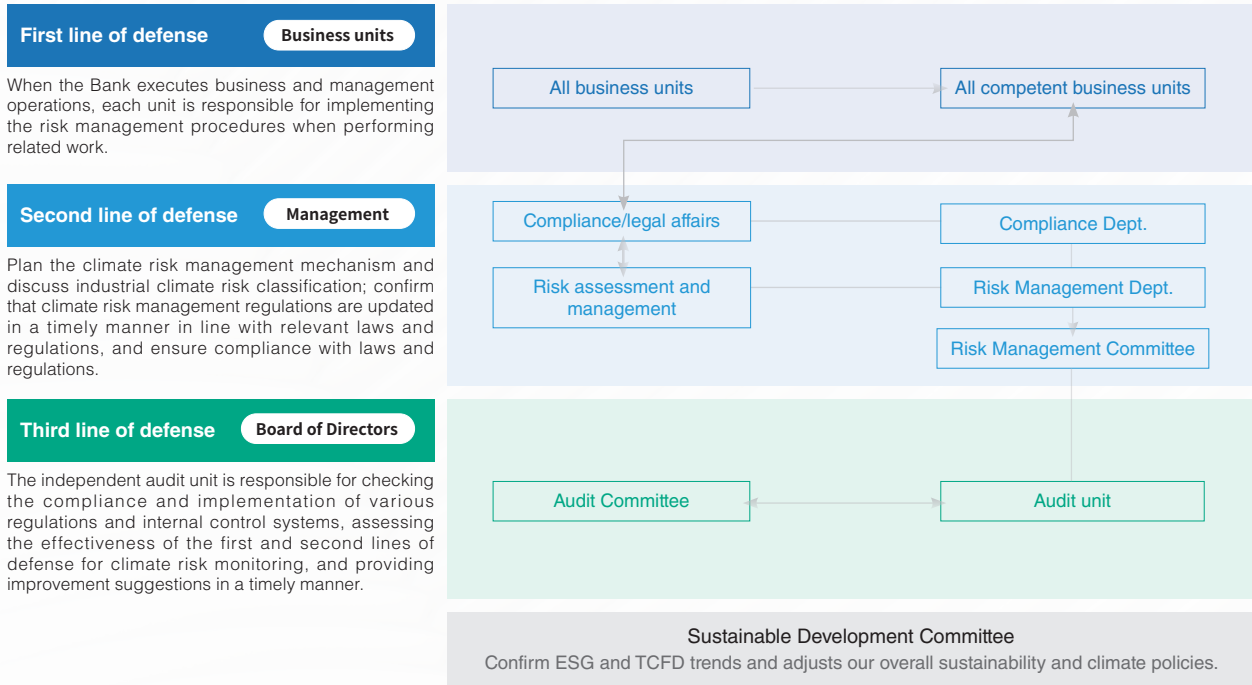 First line of defense
Business units
When the Bank executes business and management
operations, each unit is responsible for implementing
the risk management procedures when performing
related work.
All business units
All competent business units
Second line of defense
Management
Plan the climate risk management mechanism and
discuss industrial climate risk classification; confirm
that climate risk management regulations are updated
in a timely manner in line with relevant laws and
regulations, and ensure compliance with laws and
regulations.
Compliance/legal affairs
Compliance Dept.
Risk assessment and
management
Risk Management Dept.
Risk Management Committee
Third line of defense
Board of Directors
The independent audit unit is responsible for checking
the compliance and implementation of various
regulations and internal control systems, assessing
the effectiveness of the first and second lines of
defense for climate risk monitoring, and providing
improvement suggestions in a timely manner.
Audit Committee
Audit unit
Sustainable Development Committee
Confirm ESG and TCFD trends and adjusts our overall sustainability and climate policies.